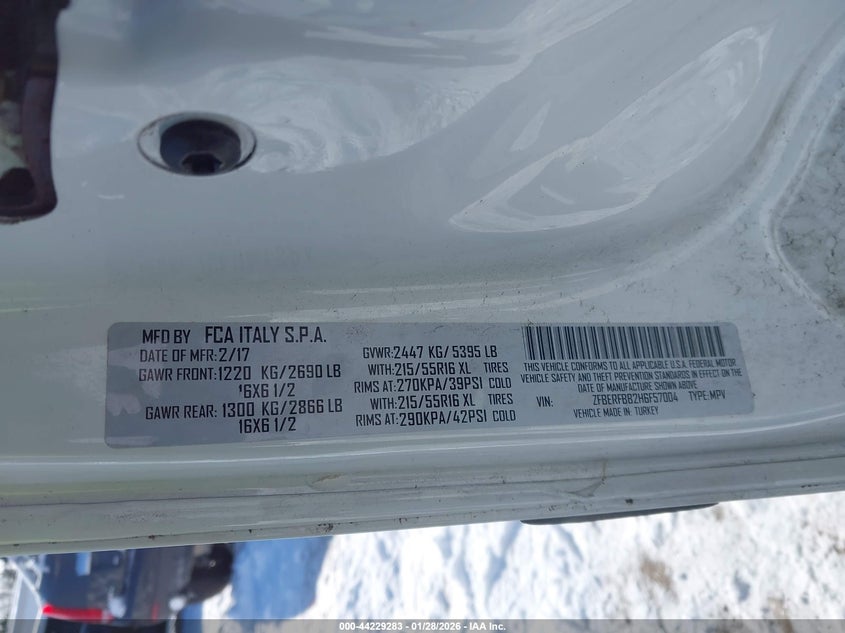 MFD BY FCA ITALY S.P.A.
DATE OF MFR: 2/17
GAWR FRONT: 1220 KG/2690 LB
16X6 1/2
GAWR REAR: 1300 KG/2866 LB
16X6 1/2
GVWR: 2447 KG/ 5395 LB
WITH: 215/55R16 XL TIRES
RIMS AT: 270KPA/39PSI COLD
WITH: 215/55R16 XL TIRES
RIMS AT: 290KPA/42PSI COLD
THIS VEHICLE CONFORMS TO ALL APPLICABLE U.S.A. FEDERAL MOTOR
VEHICLE SAFETY AND THEFT PREVENTION STANDARDS IN EFFECT ON THE
DATE OF MANUFACTURE SHOWN ABOVE.
VIN: ZFBERFBB2H6F57004 TYPE: MPV
MADE IN: TURKEY
000-44229283 - 01/28/2026 - IAA Inc.